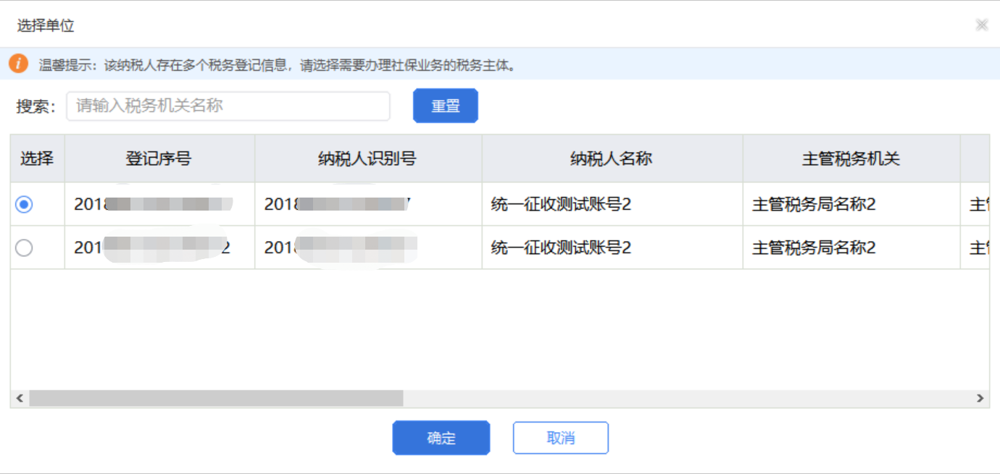 选择单位
温馨提示：该纳税人存在多个税务登记信息，请选择需要办理社保业务的税务主体。
搜索： 请输入税务机关名称 重置
选择 登记序号 纳税人识别号 纳税人名称 主管税务机关
2018 2018 统一征收测试账号2 主管税务局名称2 主管
201 2 201 统一征收测试账号2 主管税务局名称2 主管
确定 取消